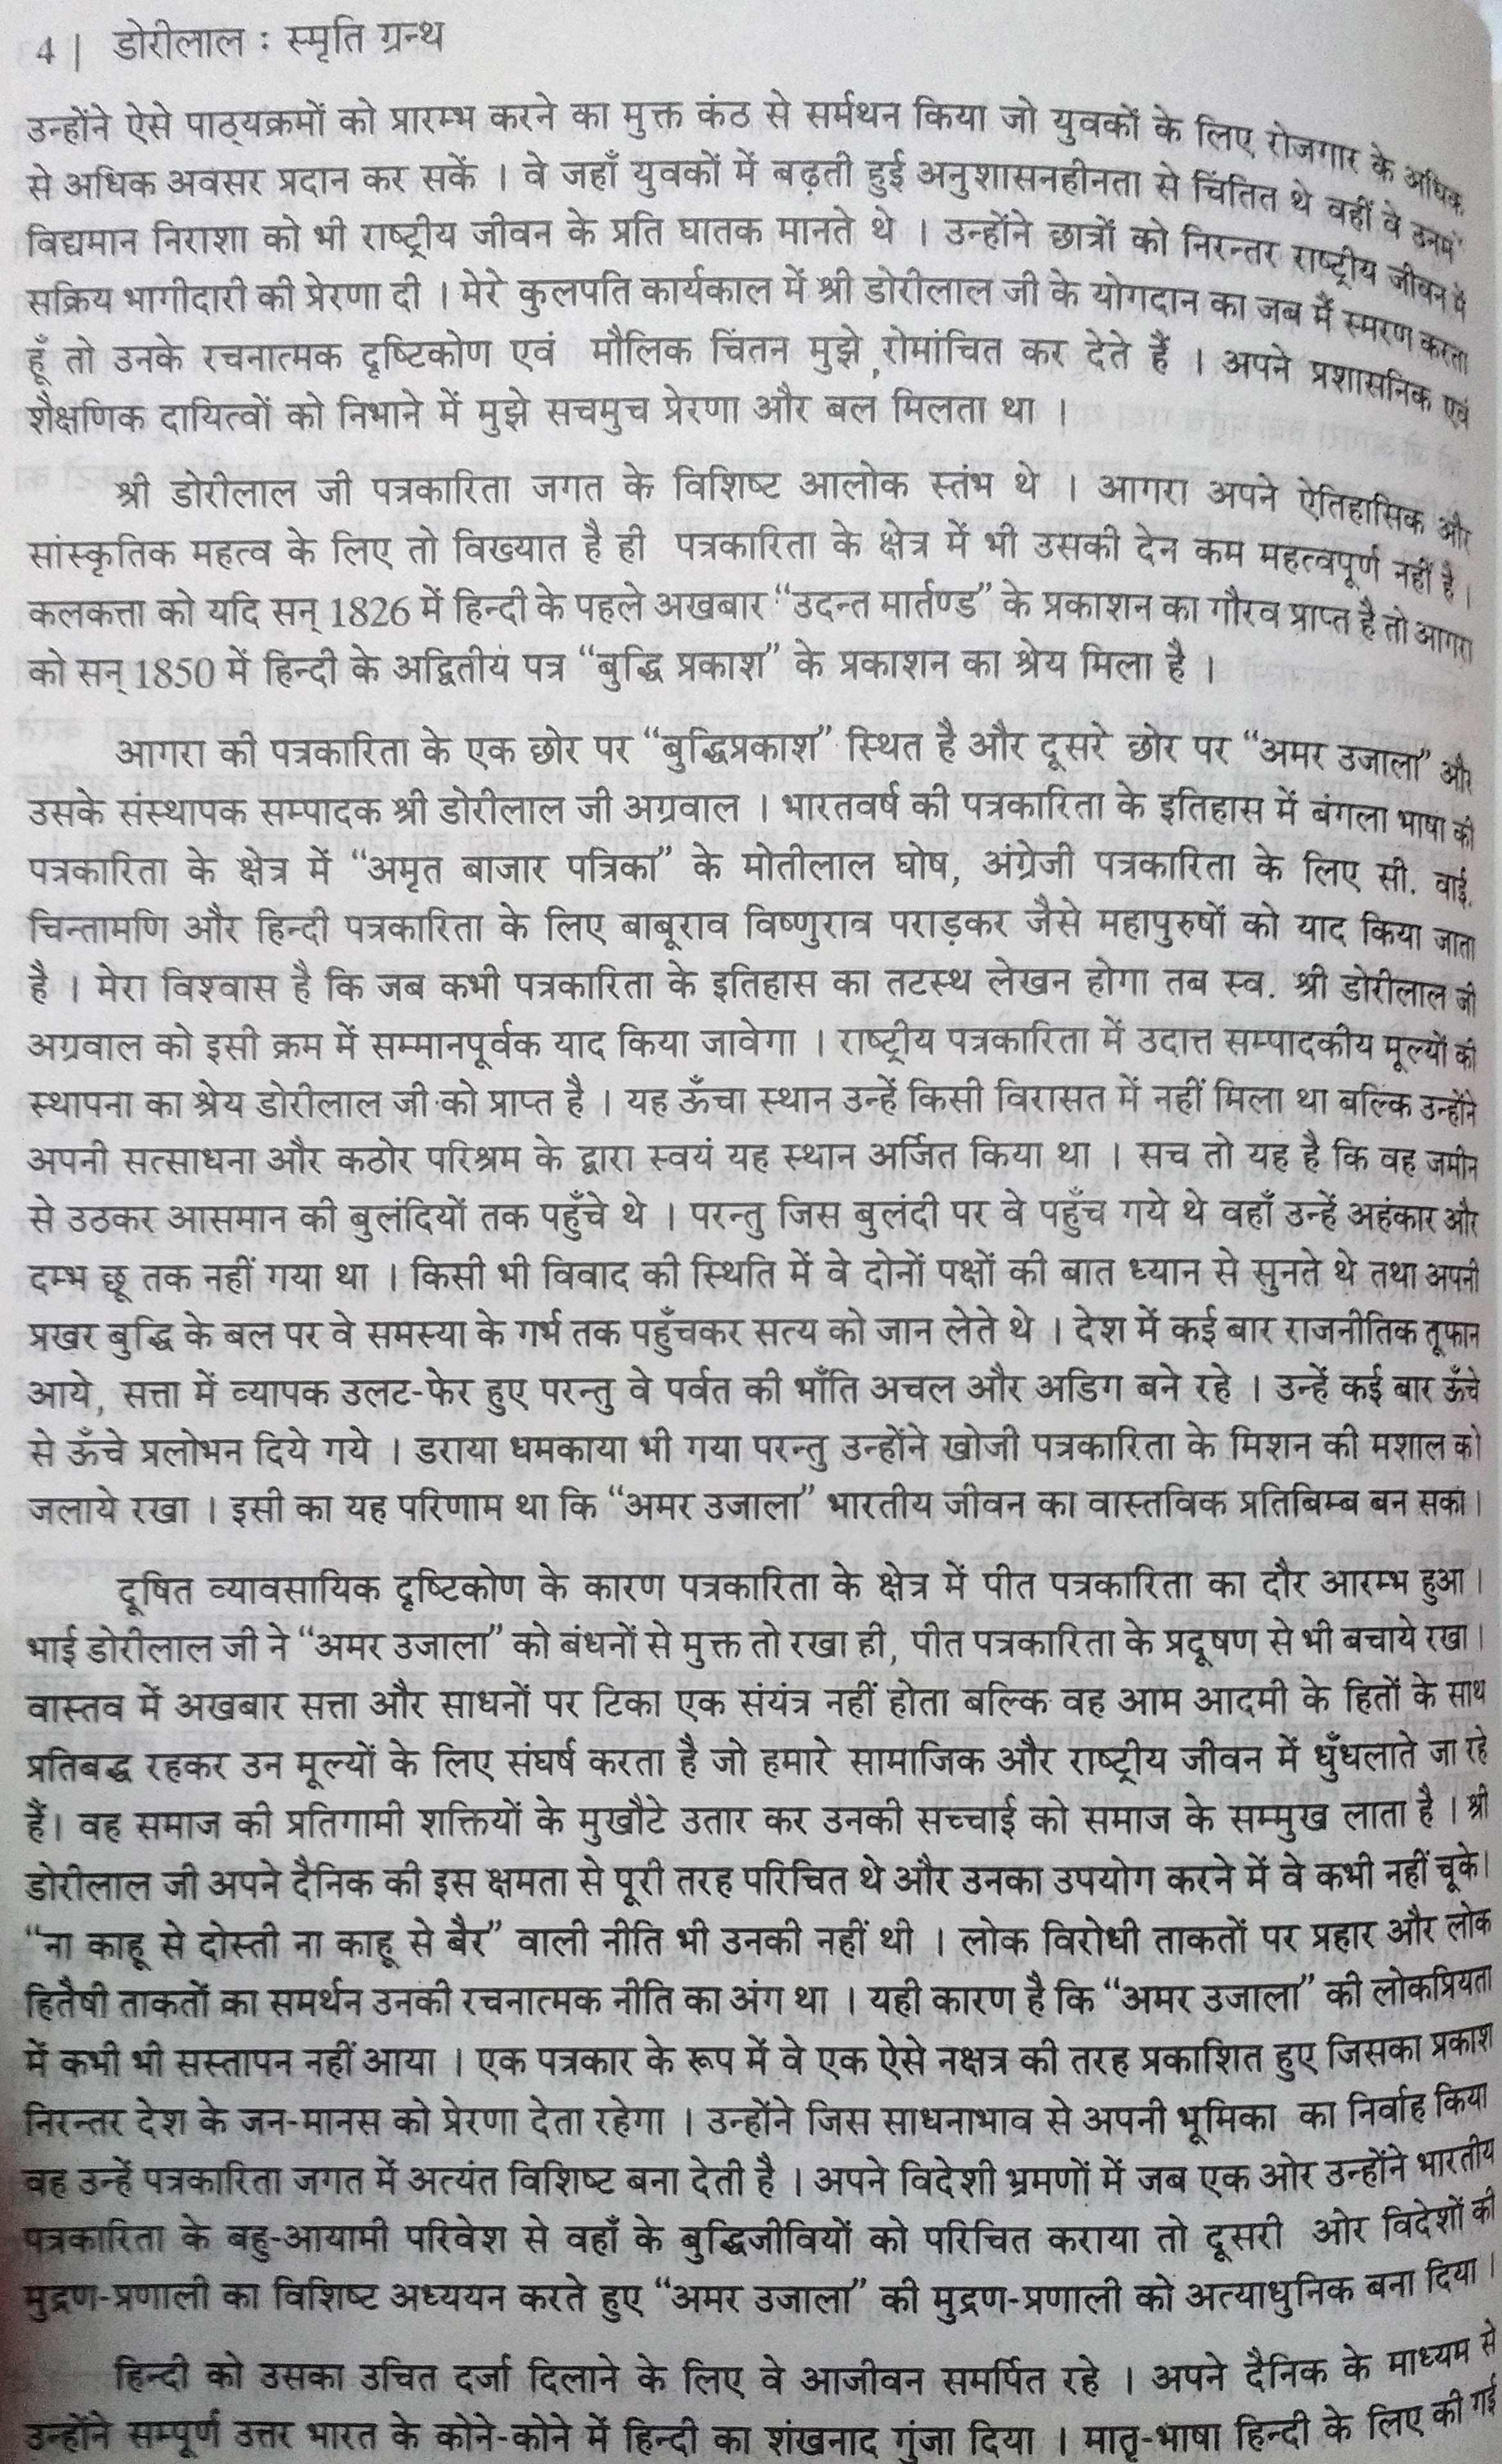 4 | डोरीलाल : स्मृति ग्रन्थ
उन्होंने ऐसे पाठ्यक्रमों को प्रारम्भ करने का मुक्त कंठ से सर्मथन किया जो युवकों के लिए रोजगार के अधिक
से अधिक अवसर प्रदान कर सकें । वे जहाँ युवकों में बढ़ती हुई अनुशासनहीनता से चिंतित थे वहीं वे उनमें
विद्यमान निराशा को भी राष्ट्रीय जीवन के प्रति घातक मानते थे । उन्होंने छात्रों को निरन्तर राष्ट्रीय जीवन में
सक्रिय भागीदारी की प्रेरणा दी । मेरे कुलपति कार्यकाल में श्री डोरीलाल जी के योगदान का जब मैं स्मरण करता
हूँ तो उनके रचनात्मक दृष्टिकोण एवं मौलिक चिंतन मुझे रोमांचित कर देते हैं । अपने प्रशासनिक एवं
शैक्षणिक दायित्वों को निभाने में मुझे सचमुच प्रेरणा और बल मिलता था ।
श्री डोरीलाल जी पत्रकारिता जगत के विशिष्ट आलोक स्तंभ थे । आगरा अपने ऐतिहासिक और
सांस्कृतिक महत्व के लिए तो विख्यात है ही पत्रकारिता के क्षेत्र में भी उसकी देन कम महत्वपूर्ण नहीं है ।
कलकत्ता को यदि सन् 1826 में हिन्दी के पहले अखबार “उदन्त मार्तण्ड” के प्रकाशन का गौरव प्राप्त है तो आगरा
को सन् 1850 में हिन्दी के अद्वितीय पत्र “बुद्धि प्रकाश” के प्रकाशन का श्रेय मिला है ।
आगरा की पत्रकारिता के एक छोर पर “बुद्धिप्रकाश” स्थित है और दूसरे छोर पर “अमर उजाला” और
उसके संस्थापक सम्पादक श्री डोरीलाल जी अग्रवाल । भारतवर्ष की पत्रकारिता के इतिहास में बंगला भाषा की
पत्रकारिता के क्षेत्र में “अमृत बाजार पत्रिका” के मोतीलाल घोष, अंग्रेजी पत्रकारिता के लिए सी. वाई.
चिन्तामणि और हिन्दी पत्रकारिता के लिए बाबूराव विष्णुराव पराड़कर जैसे महापुरुषों को याद किया जाता
है । मेरा विश्वास है कि जब कभी पत्रकारिता के इतिहास का तटस्थ लेखन होगा तब स्व. श्री डोरीलाल जी
अग्रवाल को इसी क्रम में सम्मानपूर्वक याद किया जावेगा । राष्ट्रीय पत्रकारिता में उदात्त सम्पादकीय मूल्यों की
स्थापना का श्रेय डोरीलाल जी को प्राप्त है । यह ऊँचा स्थान उन्हें किसी विरासत में नहीं मिला था बल्कि उन्होंने
अपनी सत्साधना और कठोर परिश्रम के द्वारा स्वयं यह स्थान अर्जित किया था । सच तो यह है कि वह जमीन
से उठकर आसमान की बुलंदियों तक पहुँचे थे । परन्तु जिस बुलंदी पर वे पहुँच गये थे वहाँ उन्हें अहंकार और
दम्भ छू तक नहीं गया था । किसी भी विवाद की स्थिति में वे दोनों पक्षों की बात ध्यान से सुनते थे तथा अपनी
प्रखर बुद्धि के बल पर वे समस्या के गर्भ तक पहुँचकर सत्य को जान लेते थे । देश में कई बार राजनीतिक तूफान
आये, सत्ता में व्यापक उलट-फेर हुए परन्तु वे पर्वत की भाँति अचल और अडिग बने रहे । उन्हें कई बार ऊँचे
से ऊँचे प्रलोभन दिये गये । डराया धमकाया भी गया परन्तु उन्होंने खोजी पत्रकारिता के मिशन की मशाल को
जलाये रखा । इसी का यह परिणाम था कि “अमर उजाला” भारतीय जीवन का वास्तविक प्रतिबिम्ब बन सका।
दूषित व्यावसायिक दृष्टिकोण के कारण पत्रकारिता के क्षेत्र में पीत पत्रकारिता का दौर आरम्भ हुआ।
भाई डोरीलाल जी ने “अमर उजाला” को बंधनों से मुक्त तो रखा ही, पीत पत्रकारिता के प्रदूषण से भी बचाये रखा।
वास्तव में अखबार सत्ता और साधनों पर टिका एक संयंत्र नहीं होता बल्कि वह आम आदमी के हितों के साथ
प्रतिबद्ध रहकर उन मूल्यों के लिए संघर्ष करता है जो हमारे सामाजिक और राष्ट्रीय जीवन में धुँधलाते जा रहे
हैं। वह समाज की प्रतिगामी शक्तियों के मुखौटे उतार कर उनकी सच्चाई को समाज के सम्मुख लाता है । श्री
डोरीलाल जी अपने दैनिक की इस क्षमता से पूरी तरह परिचित थे और उनका उपयोग करने में वे कभी नहीं चूके।
“ना काहू से दोस्ती ना काहू से बैर” वाली नीति भी उनकी नहीं थी । लोक विरोधी ताकतों पर प्रहार और लोक
हितैषी ताकतों का समर्थन उनकी रचनात्मक नीति का अंग था । यही कारण है कि “अमर उजाला” की लोकप्रियता
में कभी भी सस्तापन नहीं आया । एक पत्रकार के रूप में वे एक ऐसे नक्षत्र की तरह प्रकाशित हुए जिसका प्रकाश
निरन्तर देश के जन-मानस को प्रेरणा देता रहेगा । उन्होंने जिस साधनाभाव से अपनी भूमिका का निर्वाह किया
वह उन्हें पत्रकारिता जगत में अत्यंत विशिष्ट बना देती है । अपने विदेशी भ्रमणों में जब एक ओर उन्होंने भारतीय
पत्रकारिता के बहु-आयामी परिवेश से वहाँ के बुद्धिजीवियों को परिचित कराया तो दूसरी ओर विदेशों की
मुद्रण-प्रणाली का विशिष्ट अध्ययन करते हुए “अमर उजाला” की मुद्रण-प्रणाली को अत्याधुनिक बना दिया ।
हिन्दी को उसका उचित दर्जा दिलाने के लिए वे आजीवन समर्पित रहे । अपने दैनिक के माध्यम से
उन्होंने सम्पूर्ण उत्तर भारत के कोने-कोने में हिन्दी का शंखनाद गुंजा दिया । मातृ-भाषा हिन्दी के लिए की गई